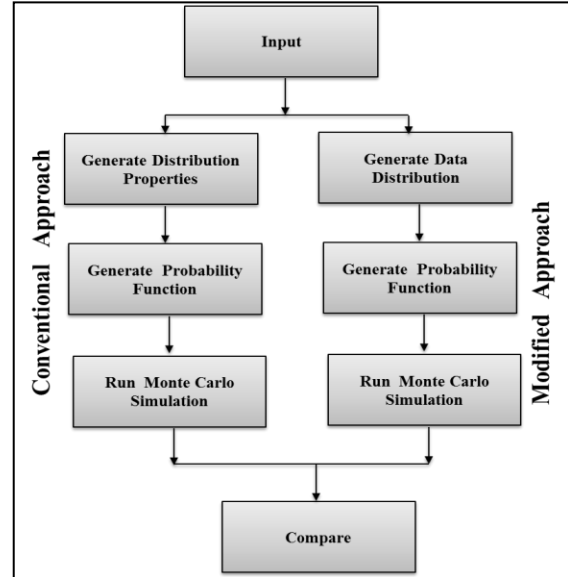 Input
Conventional Approach
Generate Distribution
Properties
Generate Probability
Function
Run Monte Carlo
Simulation
Generate Data
Distribution
Generate Probability
Function
Run Monte Carlo
Simulation
Modified Approach
Compare